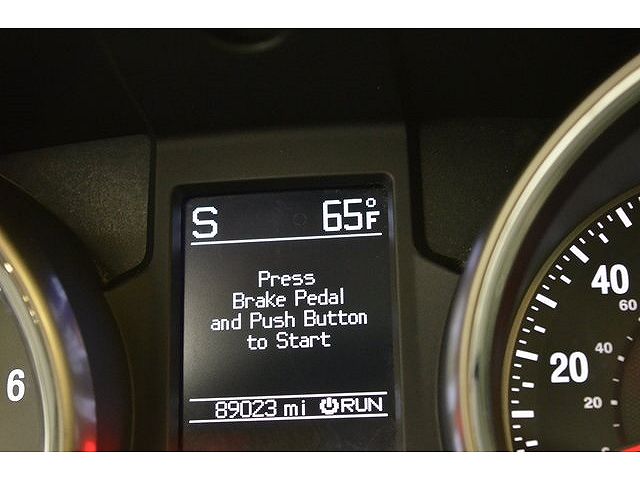 S 65°F
Press
Brake Pedal
and Push Button
to Start
89023 mi RUN
6
40
60
20
40
20